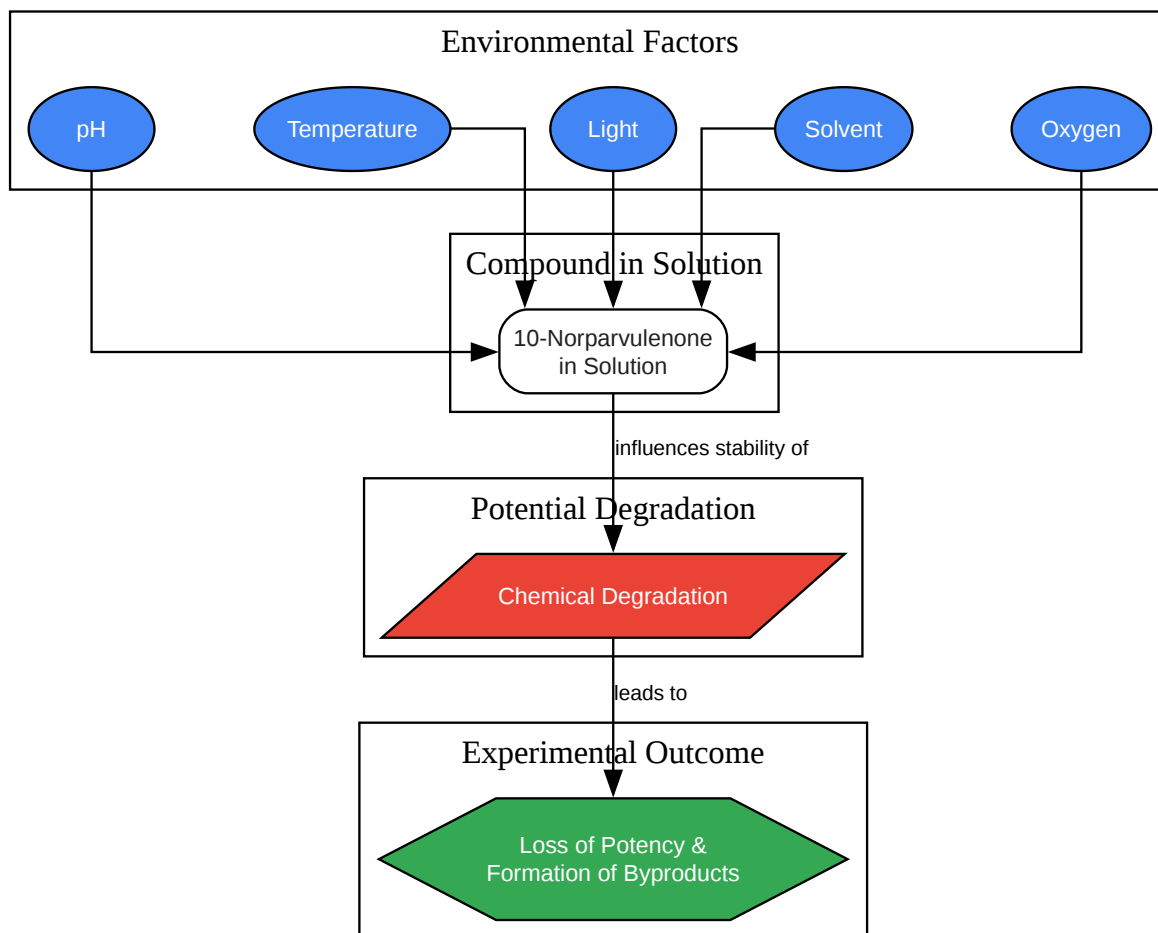 Environmental Factors
pH
Temperature
Light
Solvent
Oxygen
Compound in Solution
10-Norparvulenone
in Solution
influences stability of
Potential Degradation
Chemical Degradation
leads to
Experimental Outcome
Loss of Potency &
Formation of Byproducts